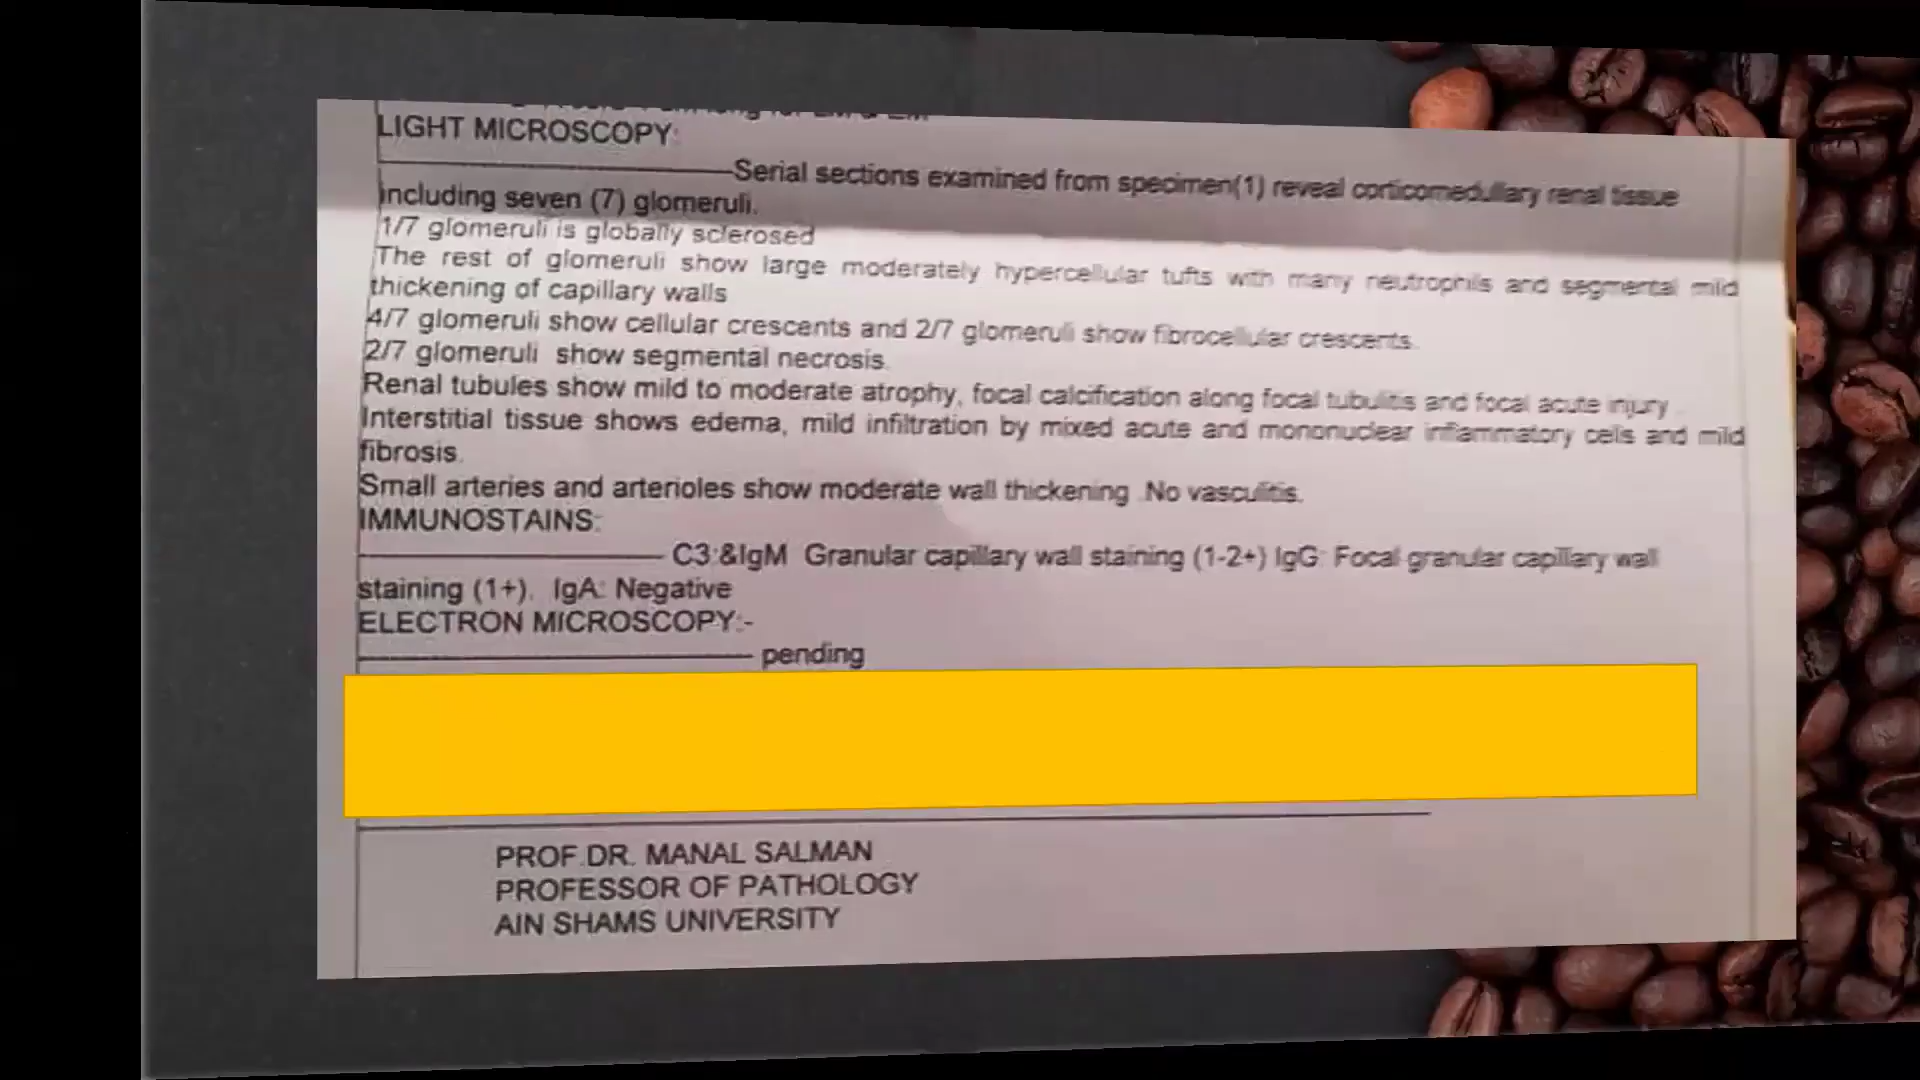 LIGHT MICROSCOPY:
Serial sections examined from specimen(1) reveal corticomedullary renal tissue
including seven (7) glomeruli.
1/7 glomeruli is globally sclerosed
The rest of glomeruli show large moderately hypercellular tufts with many neutrophils and segmental mild
thickening of capillary walls
4/7 glomeruli show cellular crescents and 2/7 glomeruli show fibrocellular crescents.
2/7 glomeruli show segmental necrosis.
Renal tubules show mild to moderate atrophy, focal calcification along focal tubulitis and focal acute injury .
Interstitial tissue shows edema, mild infiltration by mixed acute and mononuclear inflammatory cells and mild
fibrosis.
Small arteries and arterioles show moderate wall thickening .No vasculitis.
IMMUNOSTAINS:
C3:&IgM Granular capillary wall staining (1-2+) IgG: Focal granular capillary wall
staining (1+). IgA: Negative
ELECTRON MICROSCOPY:-
pending
PROF.DR. MANAL SALMAN
PROFESSOR OF PATHOLOGY
AIN SHAMS UNIVERSITY